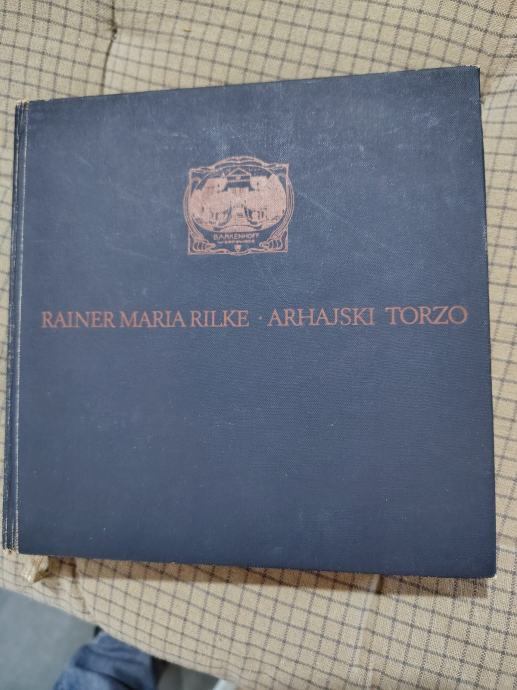 BARKENHOFF
RAINER MARIA RILKE · ARHAJSKI TORZO